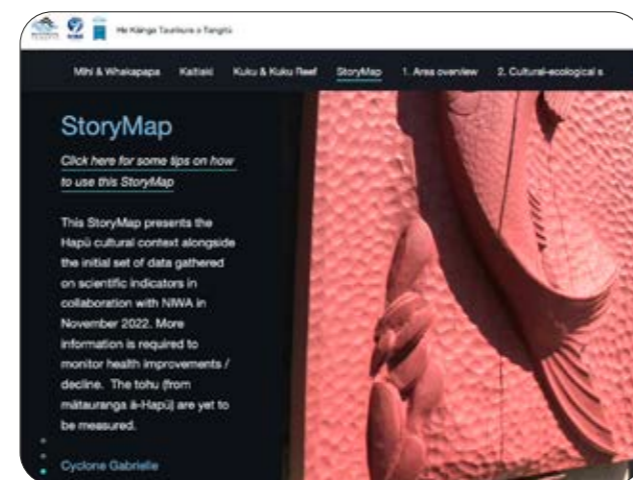 He Kāinga Taurikura o Tangitū
Mihi & Whakapapa Kaitiaki Kuku & Kuku Reef StoryMap 1. Area overview 2. Cultural-ecological s
StoryMap
Click here for some tips on how
to use this StoryMap
This StoryMap presents the
Hapū cultural context alongside
the initial set of data gathered
on scientific indicators in
collaboration with NIWA in
November 2022. More
information is required to
monitor health improvements /
decline. The tohu (from
mātauranga ā-Hapū) are yet to
be measured.
Cyclone Gabrielle